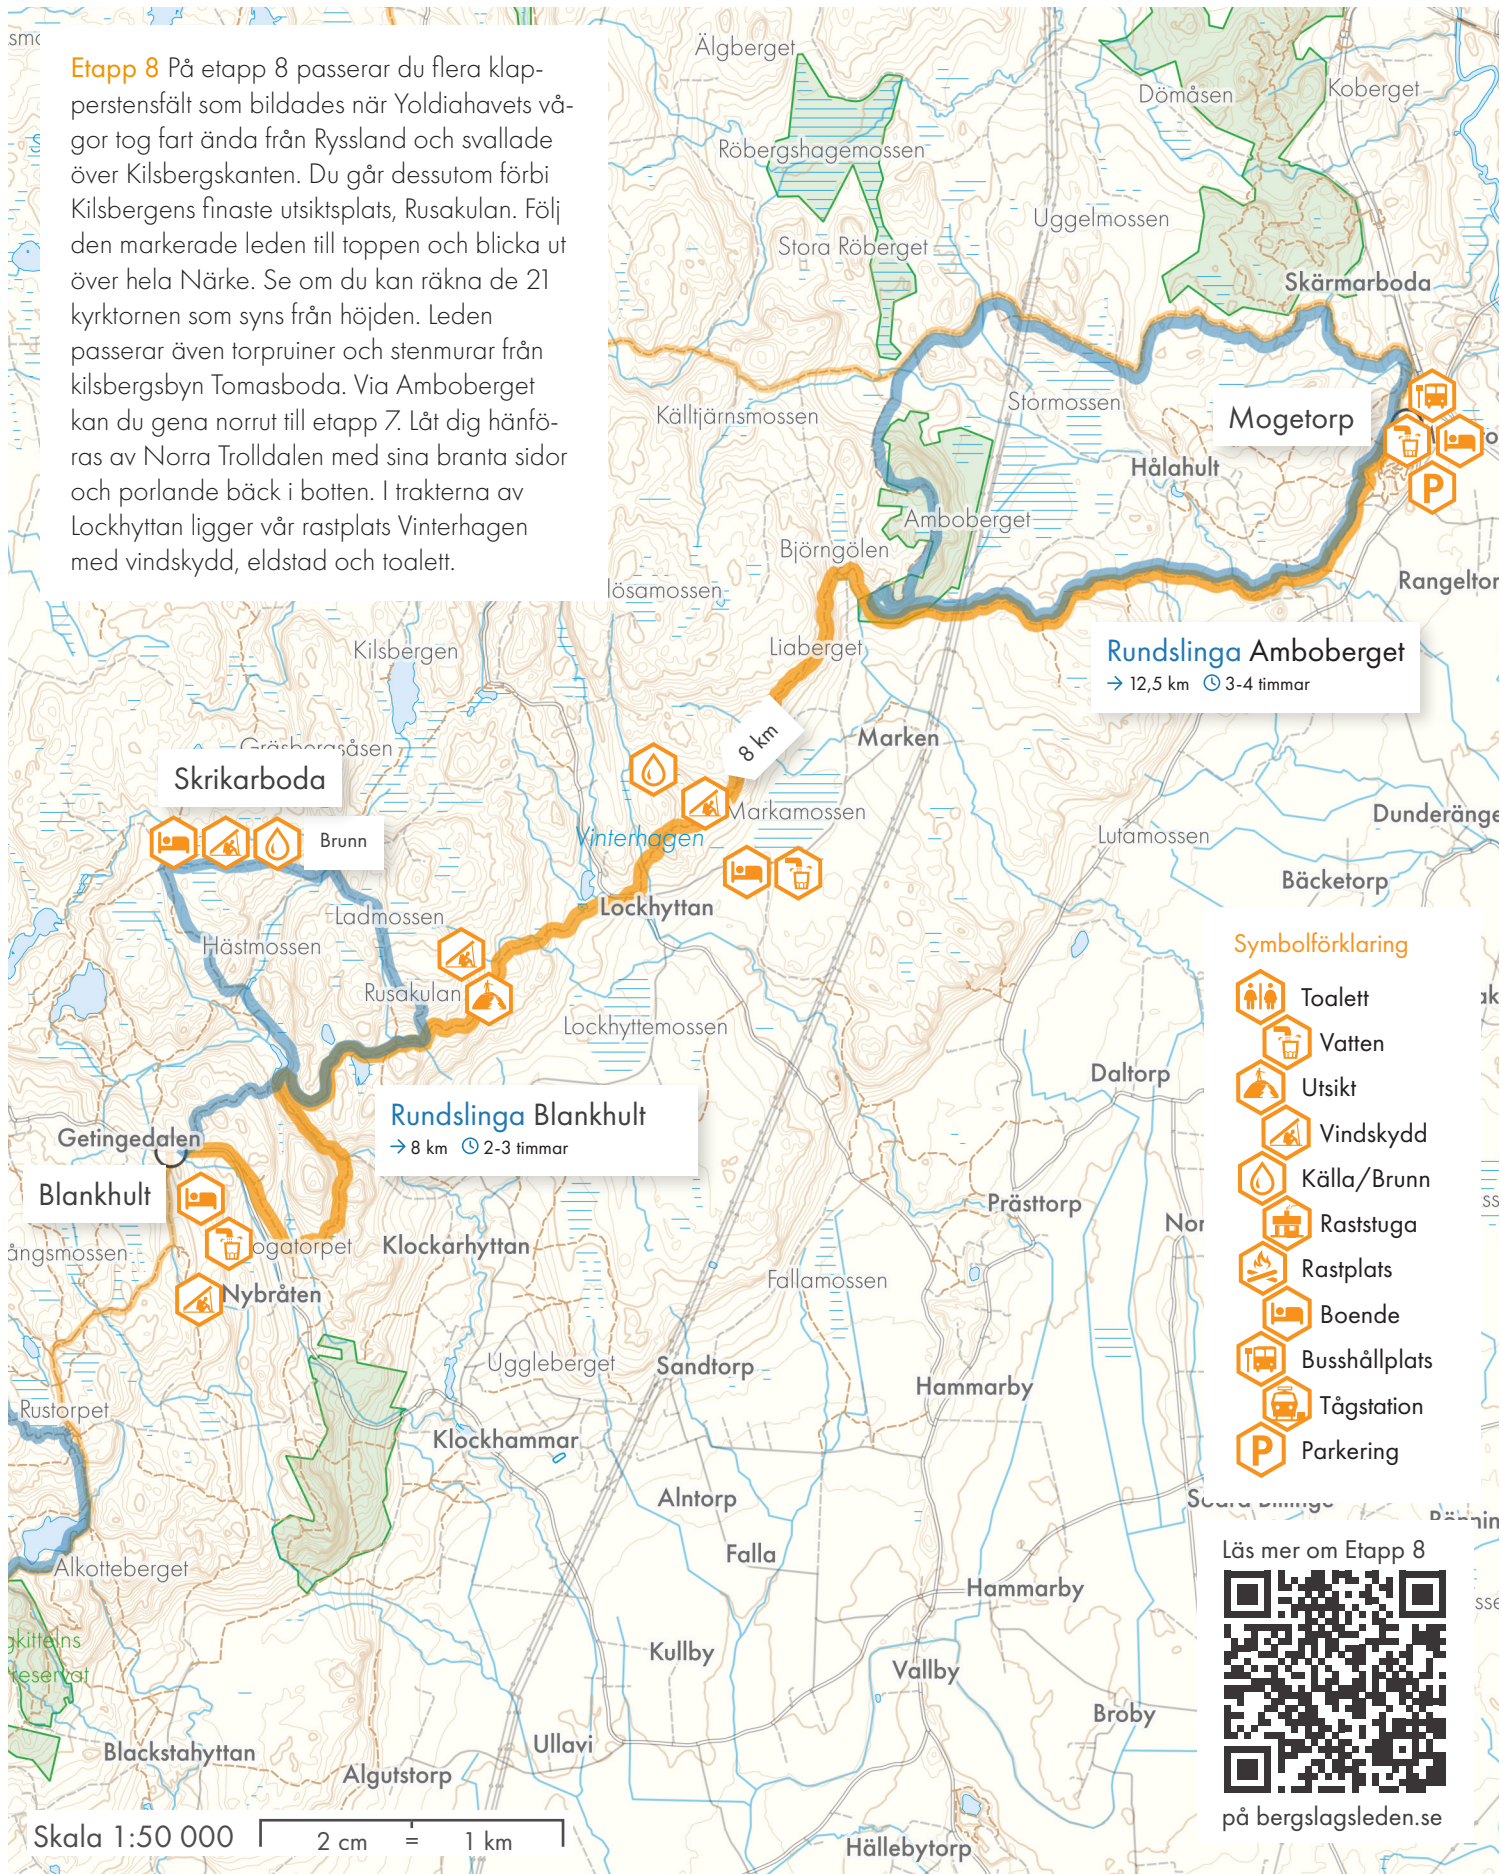 Etapp 8 På etapp 8 passerar du flera klap-
perstensfält som bildades när Yoldiahavets vå-
gor tog fart ända från Ryssland och svallade
över Kilsbergskanten. Du går dessutom förbi
Kilsbergens finaste utsiktsplats, Rusakulan. Följ
den markerade leden till toppen och blicka ut
över hela Närke. Se om du kan räkna de 21
kyrktornen som syns från höjden. Leden
passerar även torpruiner och stenmurar från
kilsbergsbyn Tomasboda. Via Amboberget
kan du gena norrut till etapp 7. Låt dig hänfö-
ras av Norra Trolldalen med sina branta sidor
och porlande bäck i botten. I trakterna av
Lockhyttan ligger vår rastplats Vinterhagen
med vindskydd, eldstad och toalett.
Älgberget
Dömåsen
Koberget
Röbergshagemossen
Uggelmossen
Stora Röberget
Skärmarboda
Källtjärnsmossen
Stormossen
Mogetorp
Hålahult
Amboberget
Björngölen
Rangeltor
lösamossen
Liaberget
Kilsbergen
Rundslinga Amboberget
→ 12,5 km 3-4 timmar
8 km
Marken
Gräsbergsåsen
Skrikarboda
Brunn
Markamossen
Vinterhagen
Dunderänge
Lutamossen
Bäcketorp
Ladmossen
Lockhyttan
Hästmossen
Rusakulan
Lockhyttemossen
Symbolförklaring
Toalett
Vatten
Utsikt
Vindskydd
Källa/Brunn
Raststuga
Rastplats
Boende
Busshållplats
Tågstation
P Parkering
P
Daltorp
Rundslinga Blankhult
→ 8 km 2-3 timmar
Getingedalen
Blankhult
Prästtorp
Nor
ångsmossen
ogatorpet
Klockarhyttan
Fallamossen
Nybråten
Uggleberget
Sandtorp
Hammarby
Rustorpet
Klockhammar
Alntorp
Falla
Alkotteberget
Hammarby
Läs mer om Etapp 8
på bergslagsleden.se
gkittelns
reservat
Kullby
Vallby
Broby
Blackstahyttan
Ullavi
Algutstorp
Hällebytorp
Skala 1:50 000
2 cm = 1 km